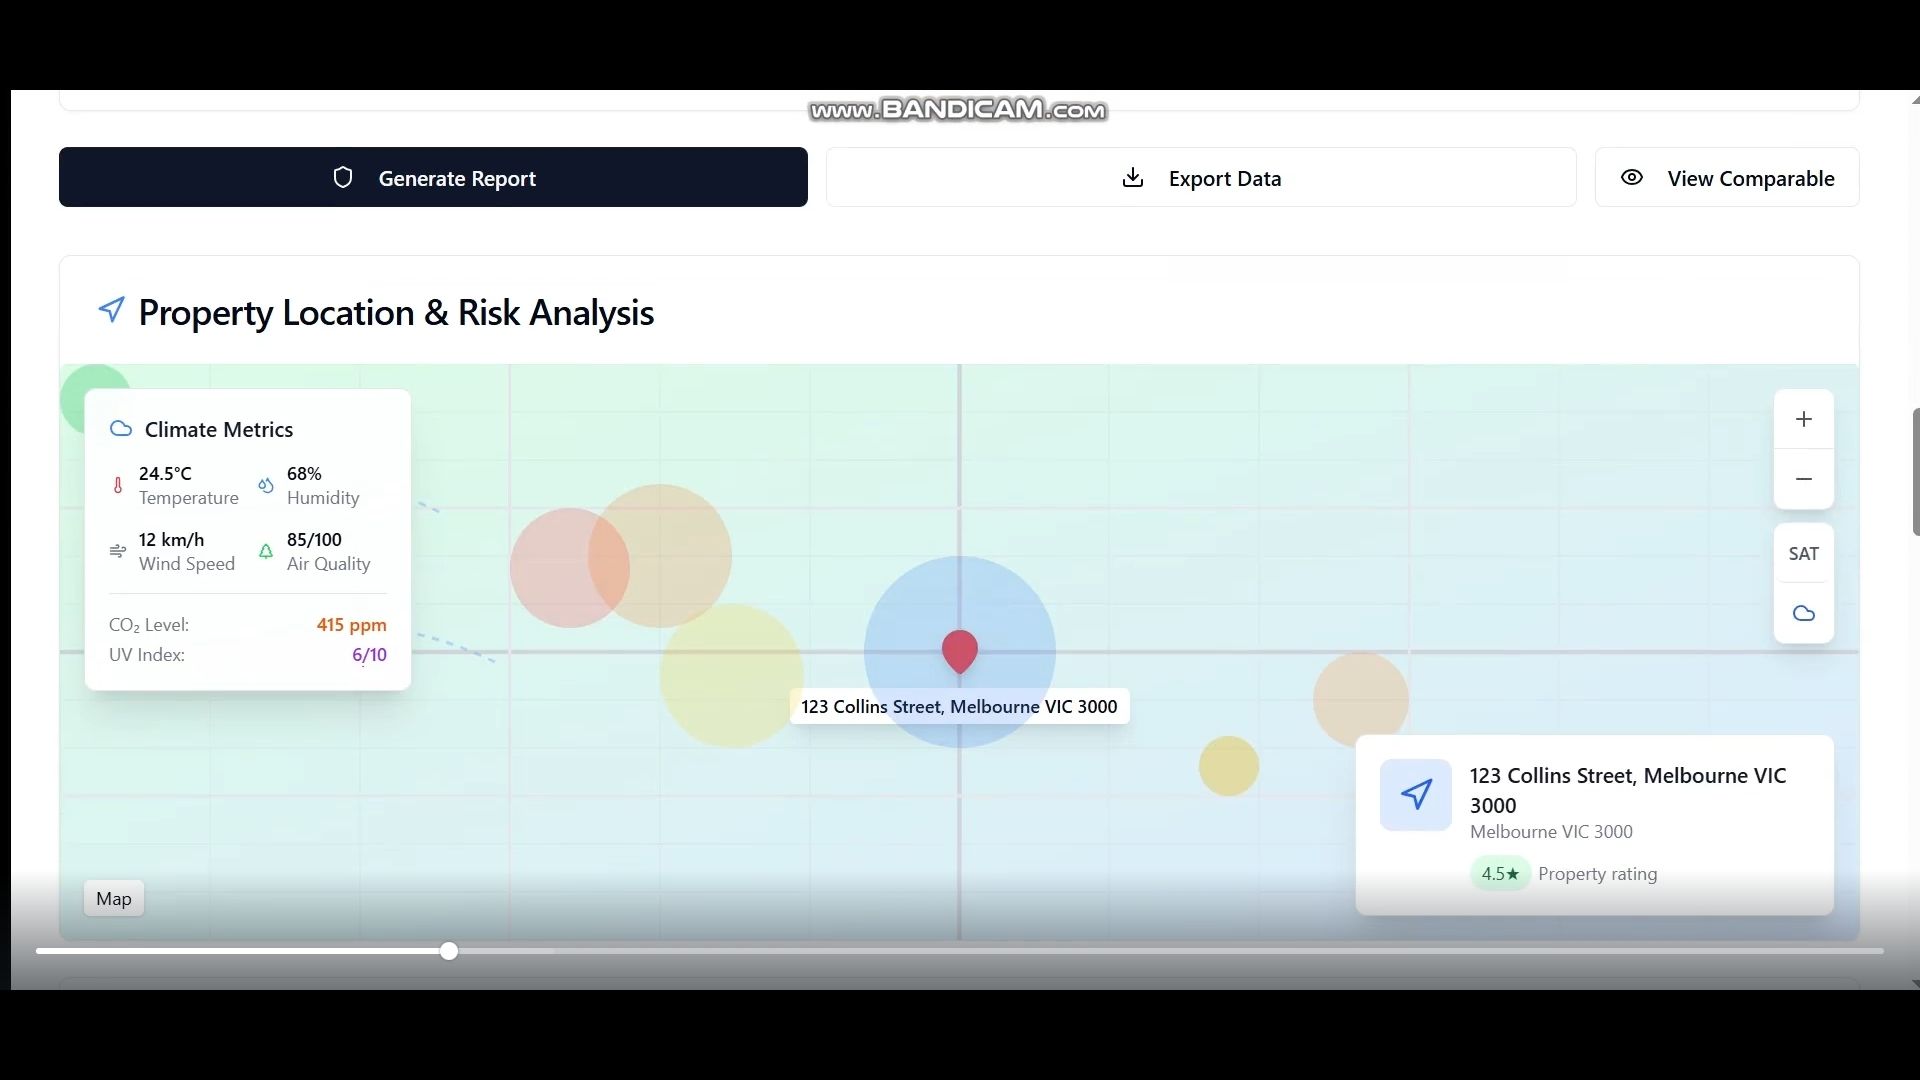 www.BANDICAM.com
Generate Report
Export Data
View Comparable
Property Location & Risk Analysis
Climate Metrics
24.5°C
Temperature
68%
Humidity
12 km/h
Wind Speed
85/100
Air Quality
CO₂ Level:
415 ppm
UV Index:
6/10
SAT
123 Collins Street, Melbourne VIC 3000
123 Collins Street, Melbourne VIC
3000
Melbourne VIC 3000
4.5★
Property rating
Map